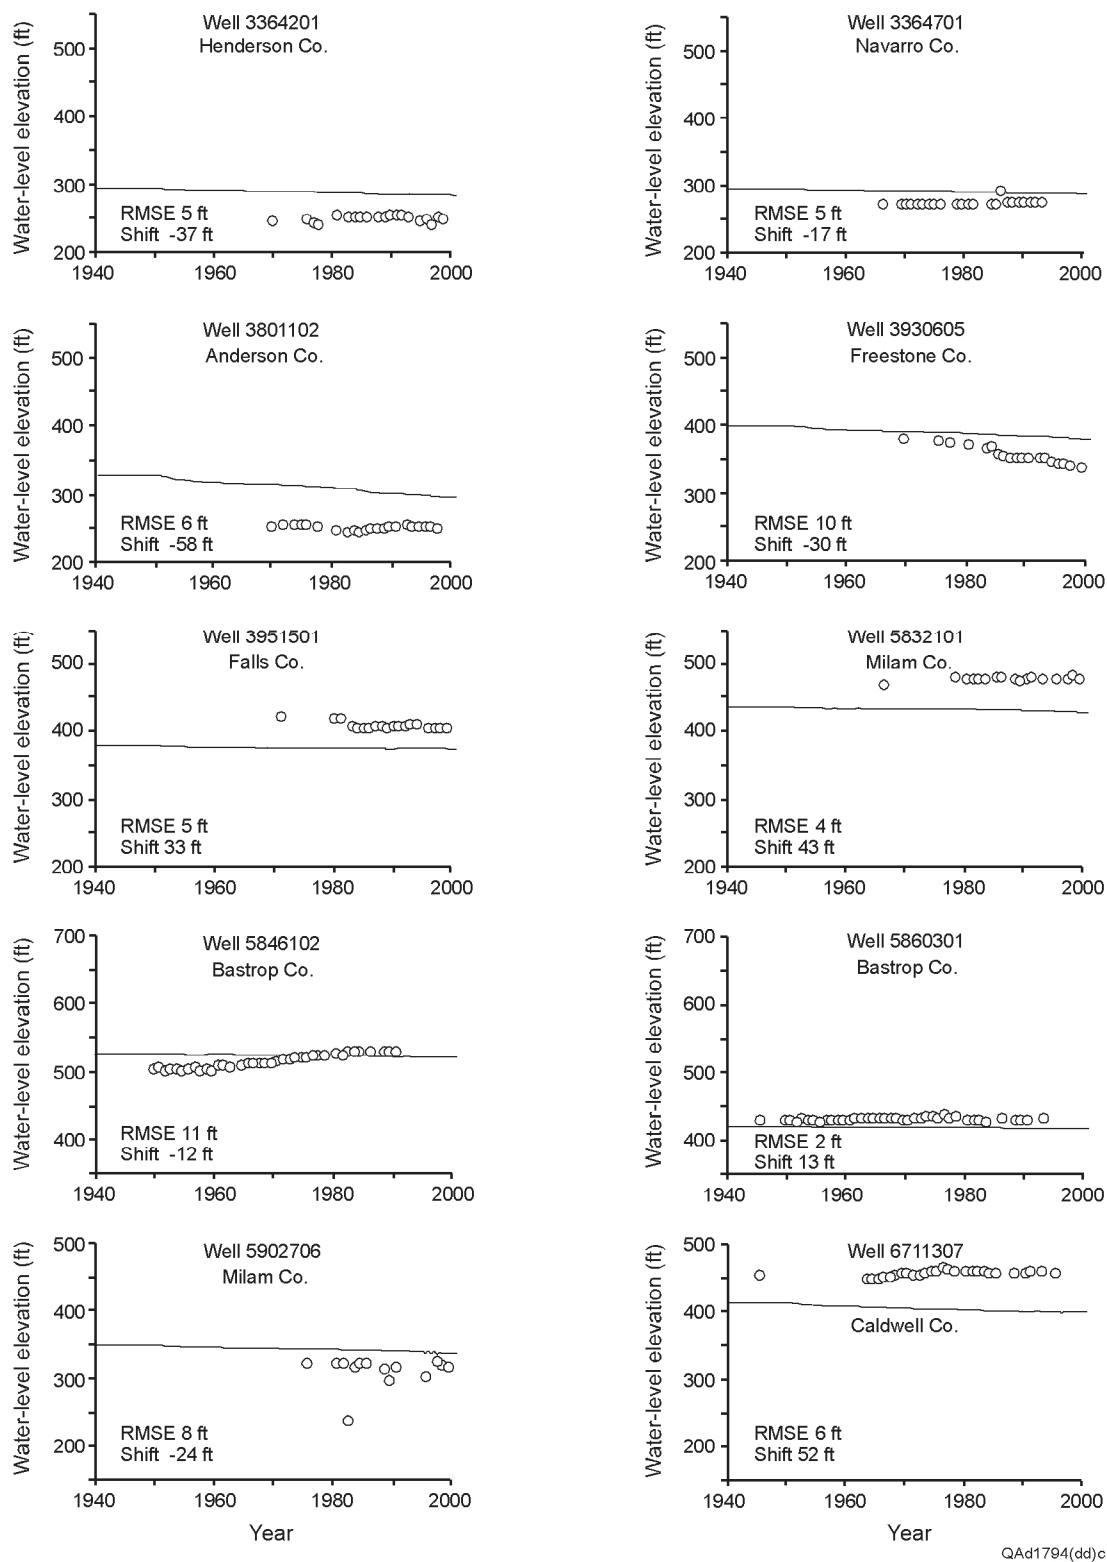 Well 3364201
Henderson Co.
Water-level elevation (ft)
500
400
300
200
RMSE 5 ft
Shift -37 ft
1940 1960 1980 2000
Well 3364701
Navarro Co.
Water-level elevation (ft)
500
400
300
200
RMSE 5 ft
Shift -17 ft
1940 1960 1980 2000
Well 3801102
Anderson Co.
Water-level elevation (ft)
500
400
300
200
RMSE 6 ft
Shift -58 ft
1940 1960 1980 2000
Well 3930605
Freestone Co.
Water-level elevation (ft)
500
400
300
200
RMSE 10 ft
Shift -30 ft
1940 1960 1980 2000
Well 3951501
Falls Co.
Water-level elevation (ft)
500
400
300
200
RMSE 5 ft
Shift 33 ft
1940 1960 1980 2000
Well 5832101
Milam Co.
Water-level elevation (ft)
500
400
300
200
RMSE 4 ft
Shift 43 ft
1940 1960 1980 2000
Well 5846102
Bastrop Co.
Water-level elevation (ft)
700
600
500
400
RMSE 11 ft
Shift -12 ft
1940 1960 1980 2000
Well 5860301
Bastrop Co.
Water-level elevation (ft)
700
600
500
400
RMSE 2 ft
Shift 13 ft
1940 1960 1980 2000
Well 5902706
Milam Co.
Water-level elevation (ft)
500
400
300
200
RMSE 8 ft
Shift -24 ft
1940 1960 1980 2000
Year
Well 6711307
Caldwell Co.
Water-level elevation (ft)
500
400
300
200
RMSE 6 ft
Shift 52 ft
1940 1960 1980 2000
Year
QAd1794(dd)c